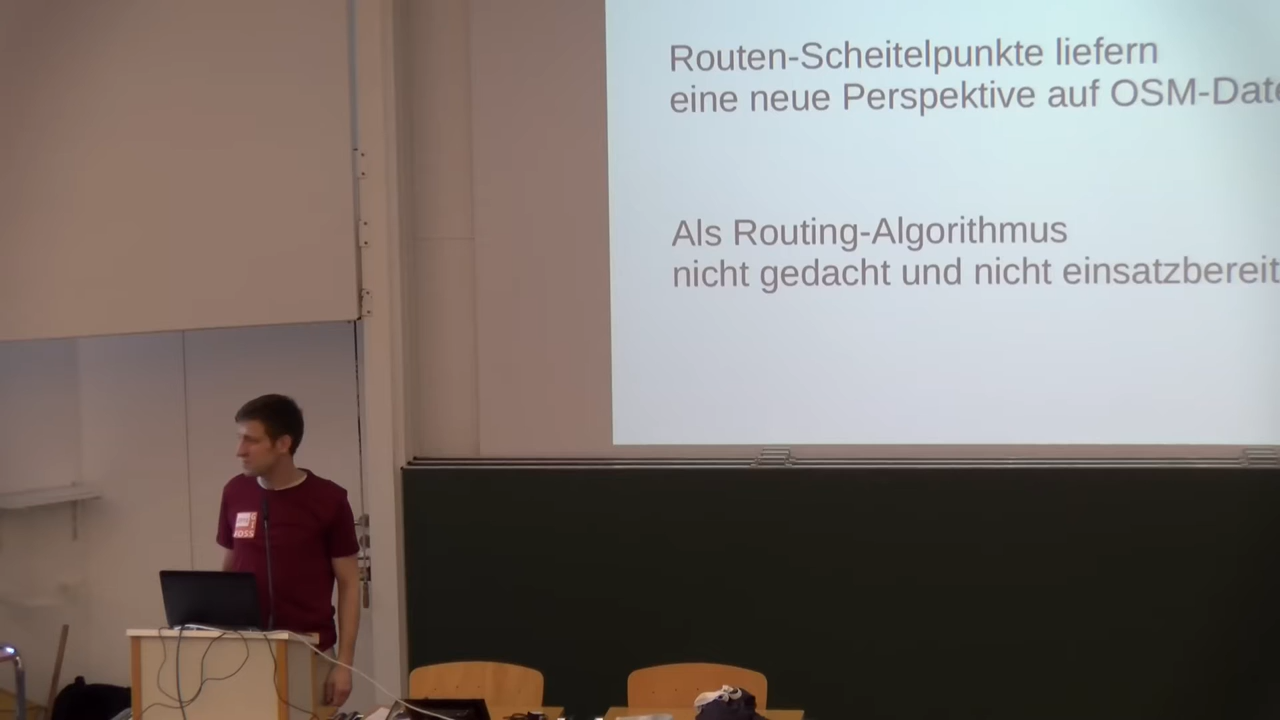 Routen-Scheitelpunkte liefern
eine neue Perspektive auf OSM-Date
Als Routing-Algorithmus
nicht gedacht und nicht einsatzbereit